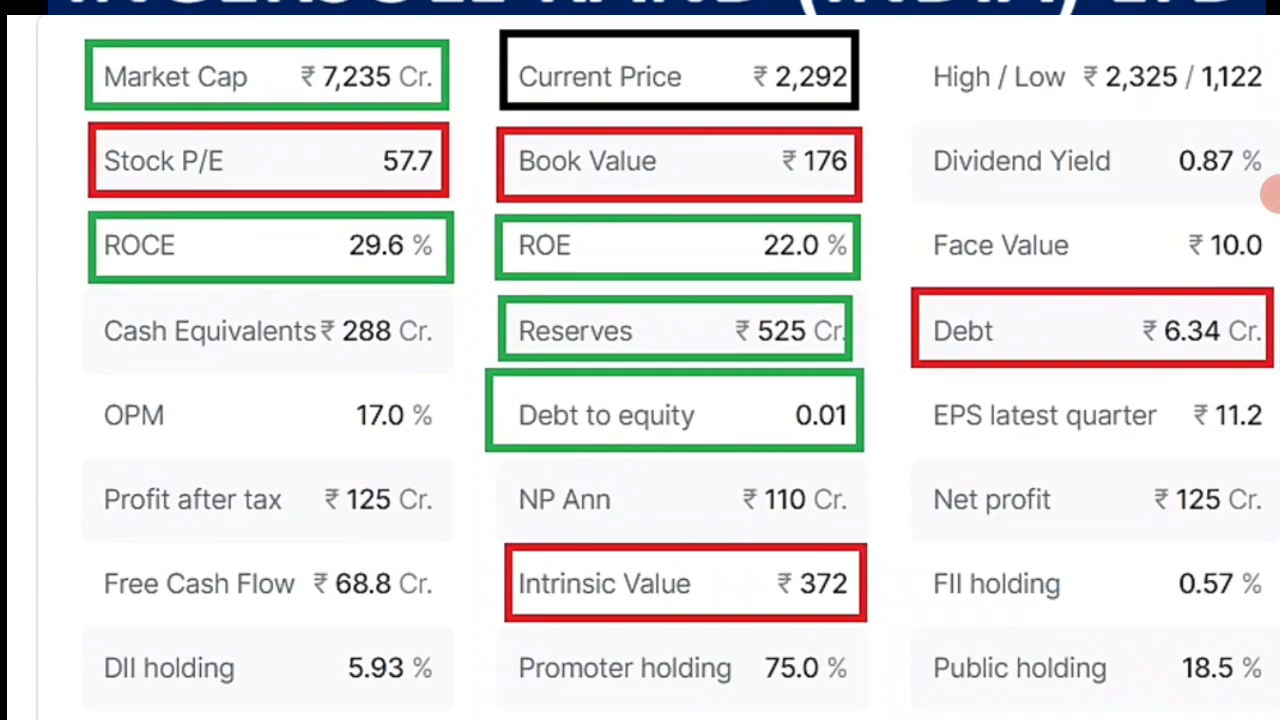 INGERSOLL RAND (INDIA) LTD
Market Cap ₹ 7,235 Cr. Current Price ₹ 2,292 High / Low ₹ 2,325 / 1,122
Stock P/E 57.7 Book Value ₹ 176 Dividend Yield 0.87 %
ROCE 29.6 % ROE 22.0 % Face Value ₹ 10.0
Cash Equivalents ₹ 288 Cr. Reserves ₹ 525 Cr. Debt ₹ 6.34 Cr.
OPM 17.0 % Debt to equity 0.01 EPS latest quarter ₹ 11.2
Profit after tax ₹ 125 Cr. NP Ann ₹ 110 Cr. Net profit ₹ 125 Cr.
Free Cash Flow ₹ 68.8 Cr. Intrinsic Value ₹ 372 FII holding 0.57 %
DII holding 5.93 % Promoter holding 75.0 % Public holding 18.5 %